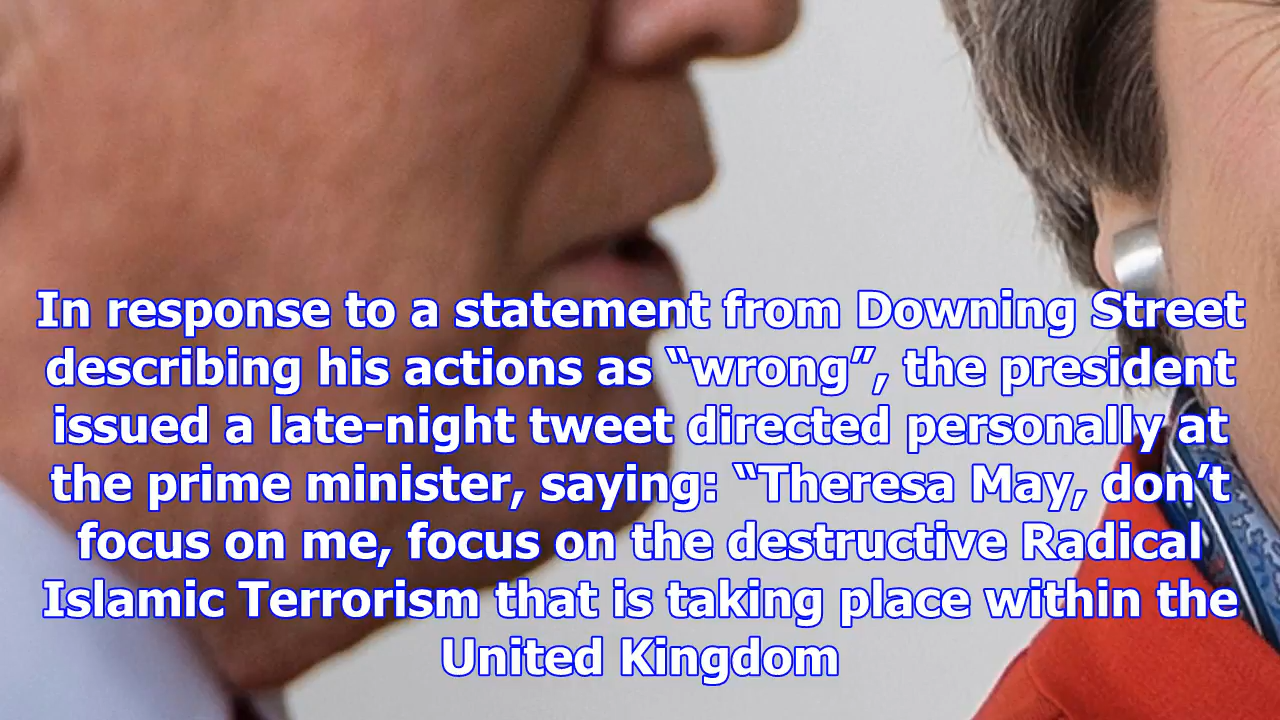 In response to a statement from Downing Street
describing his actions as “wrong”, the president
issued a late-night tweet directed personally at
the prime minister, saying: “Theresa May, don’t
focus on me, focus on the destructive Radical
Islamic Terrorism that is taking place within the
United Kingdom